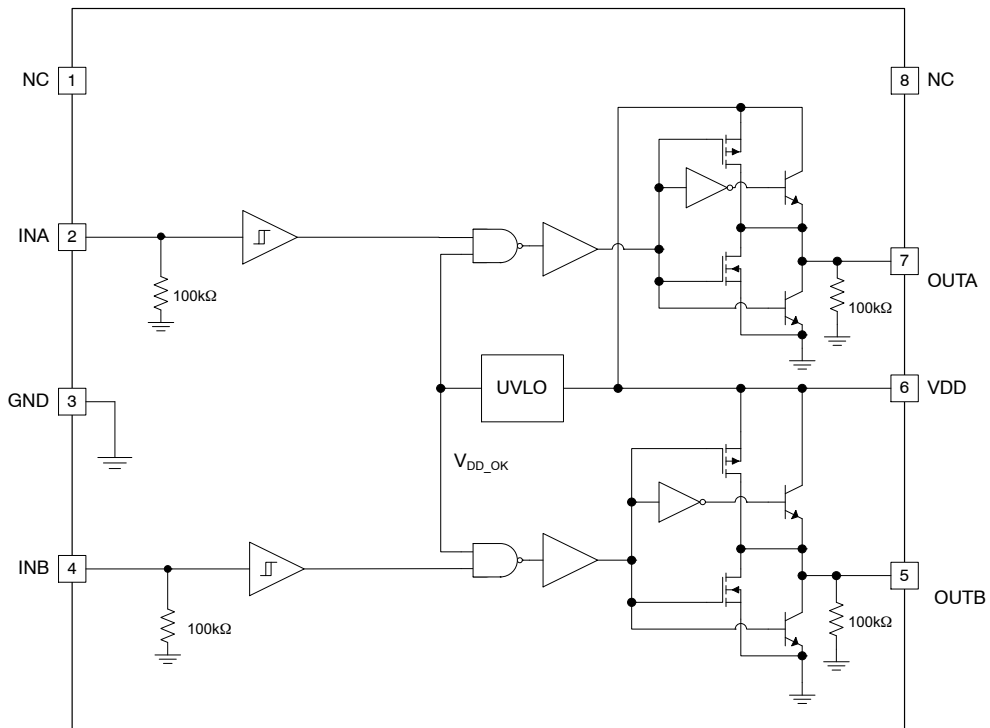 NC 1
8 NC
INA 2
100kΩ
7 OUTA
100kΩ
GND 3
UVLO
6 VDD
VDD_OK
INB 4
100kΩ
5 OUTB
100kΩ